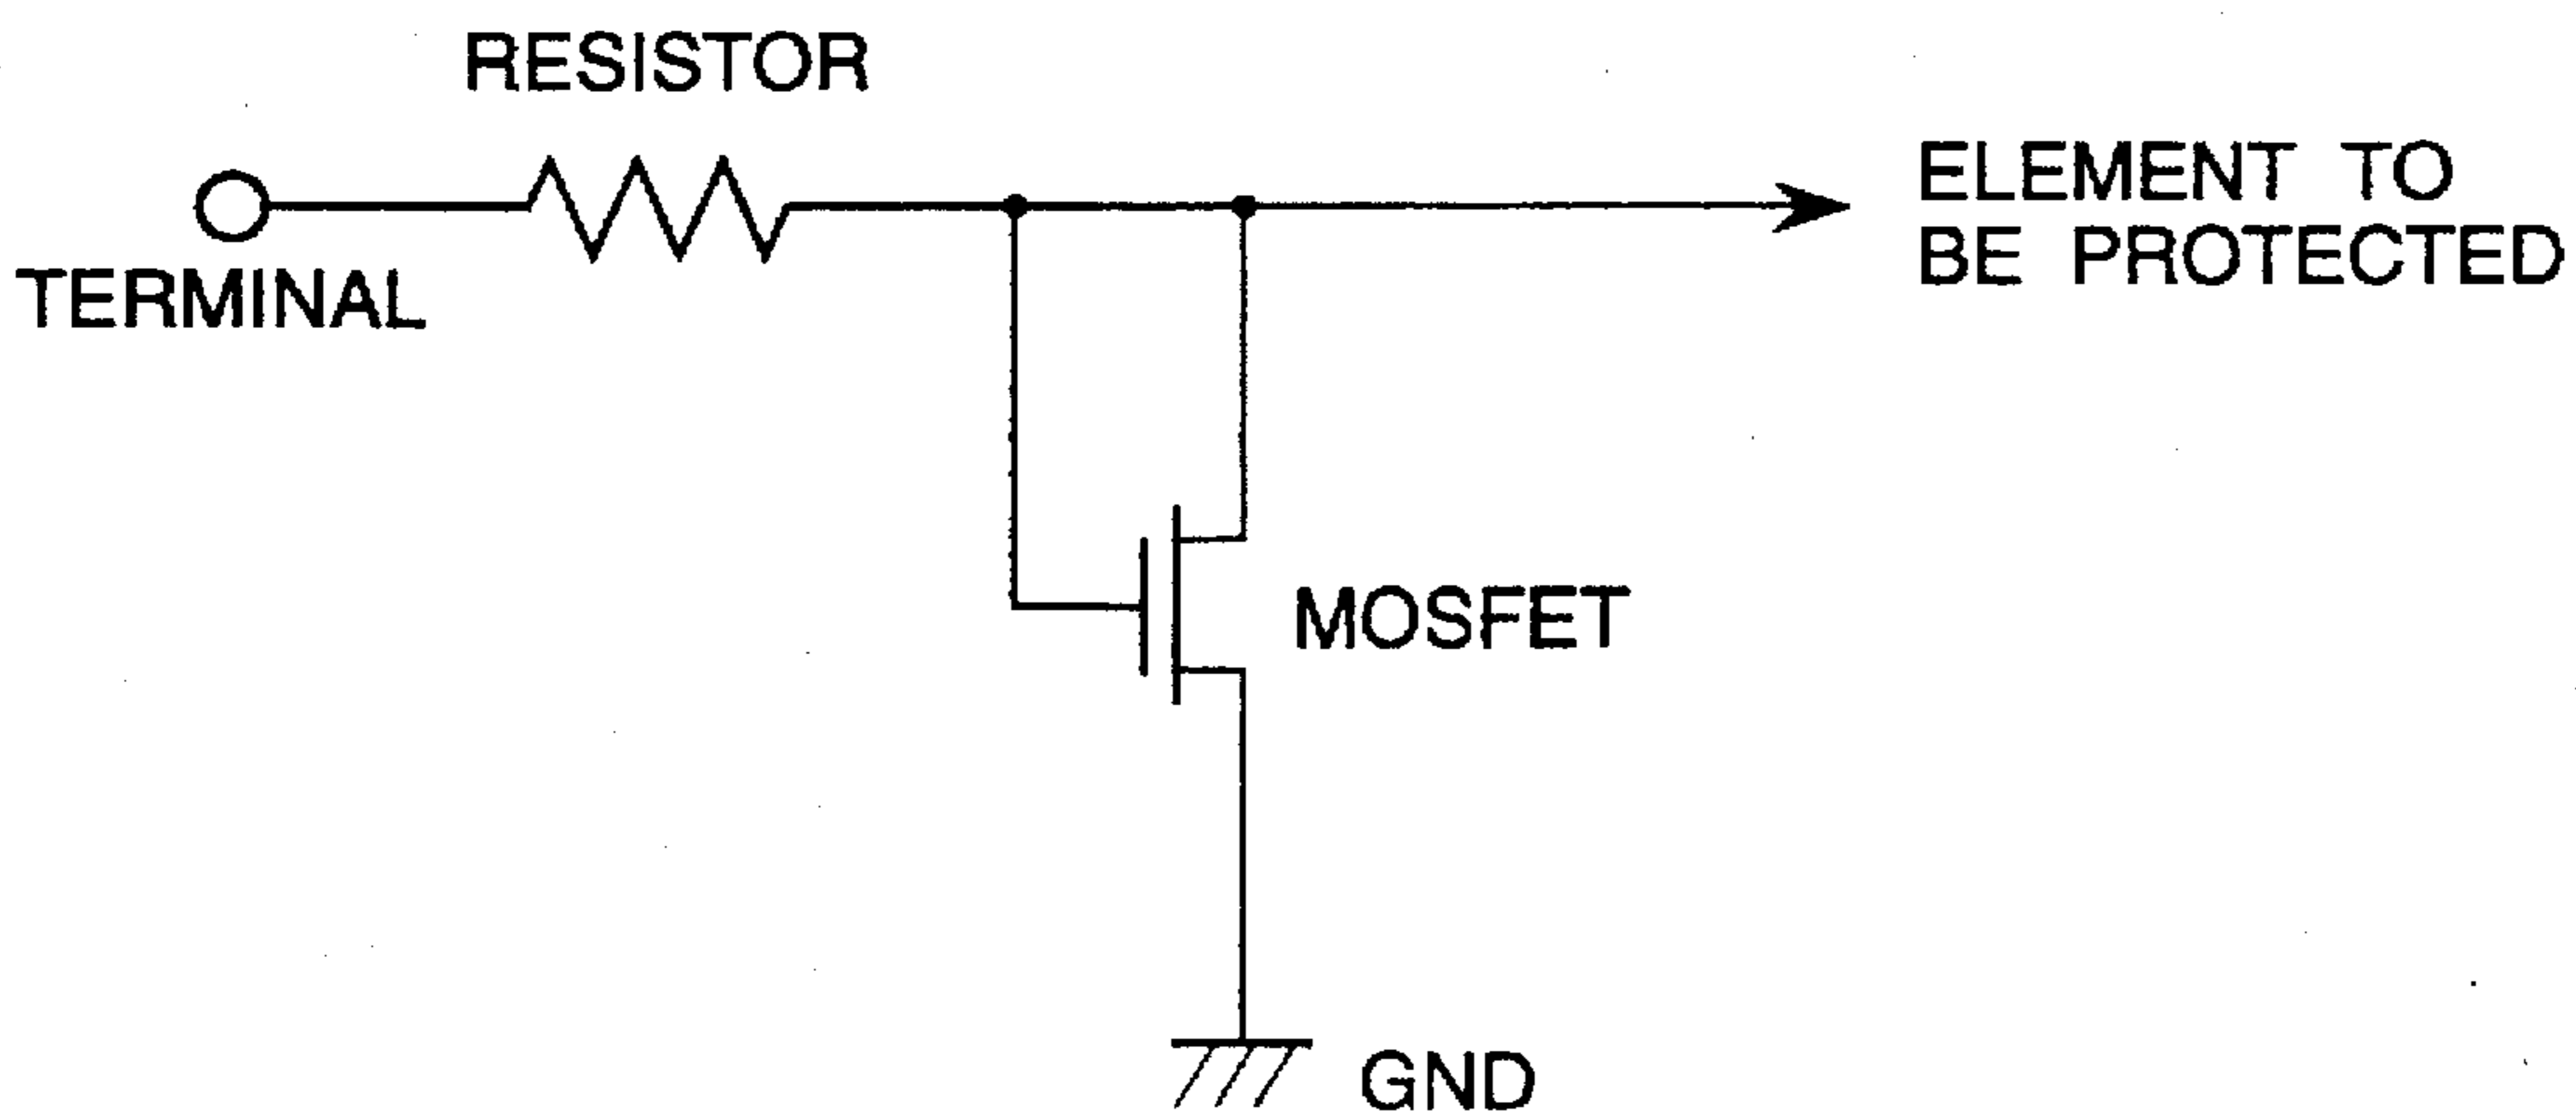 RESISTOR
TERMINAL
ELEMENT TO
BE PROTECTED
MOSFET
GND